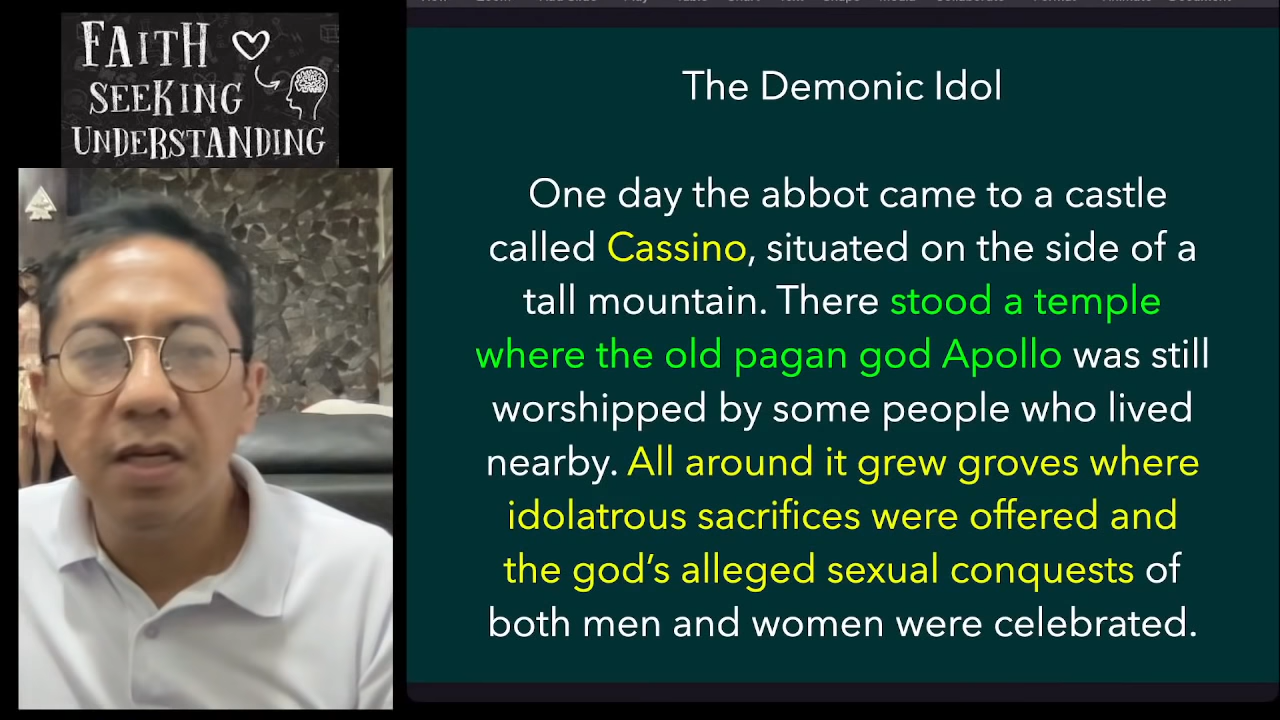 FAITH
SEEKING
UNDERSTANDING
The Demonic Idol
One day the abbot came to a castle
called Cassino, situated on the side of a
tall mountain. There stood a temple
where the old pagan god Apollo was still
worshipped by some people who lived
nearby. All around it grew groves where
idolatrous sacrifices were offered and
the god's alleged sexual conquests of
both men and women were celebrated.